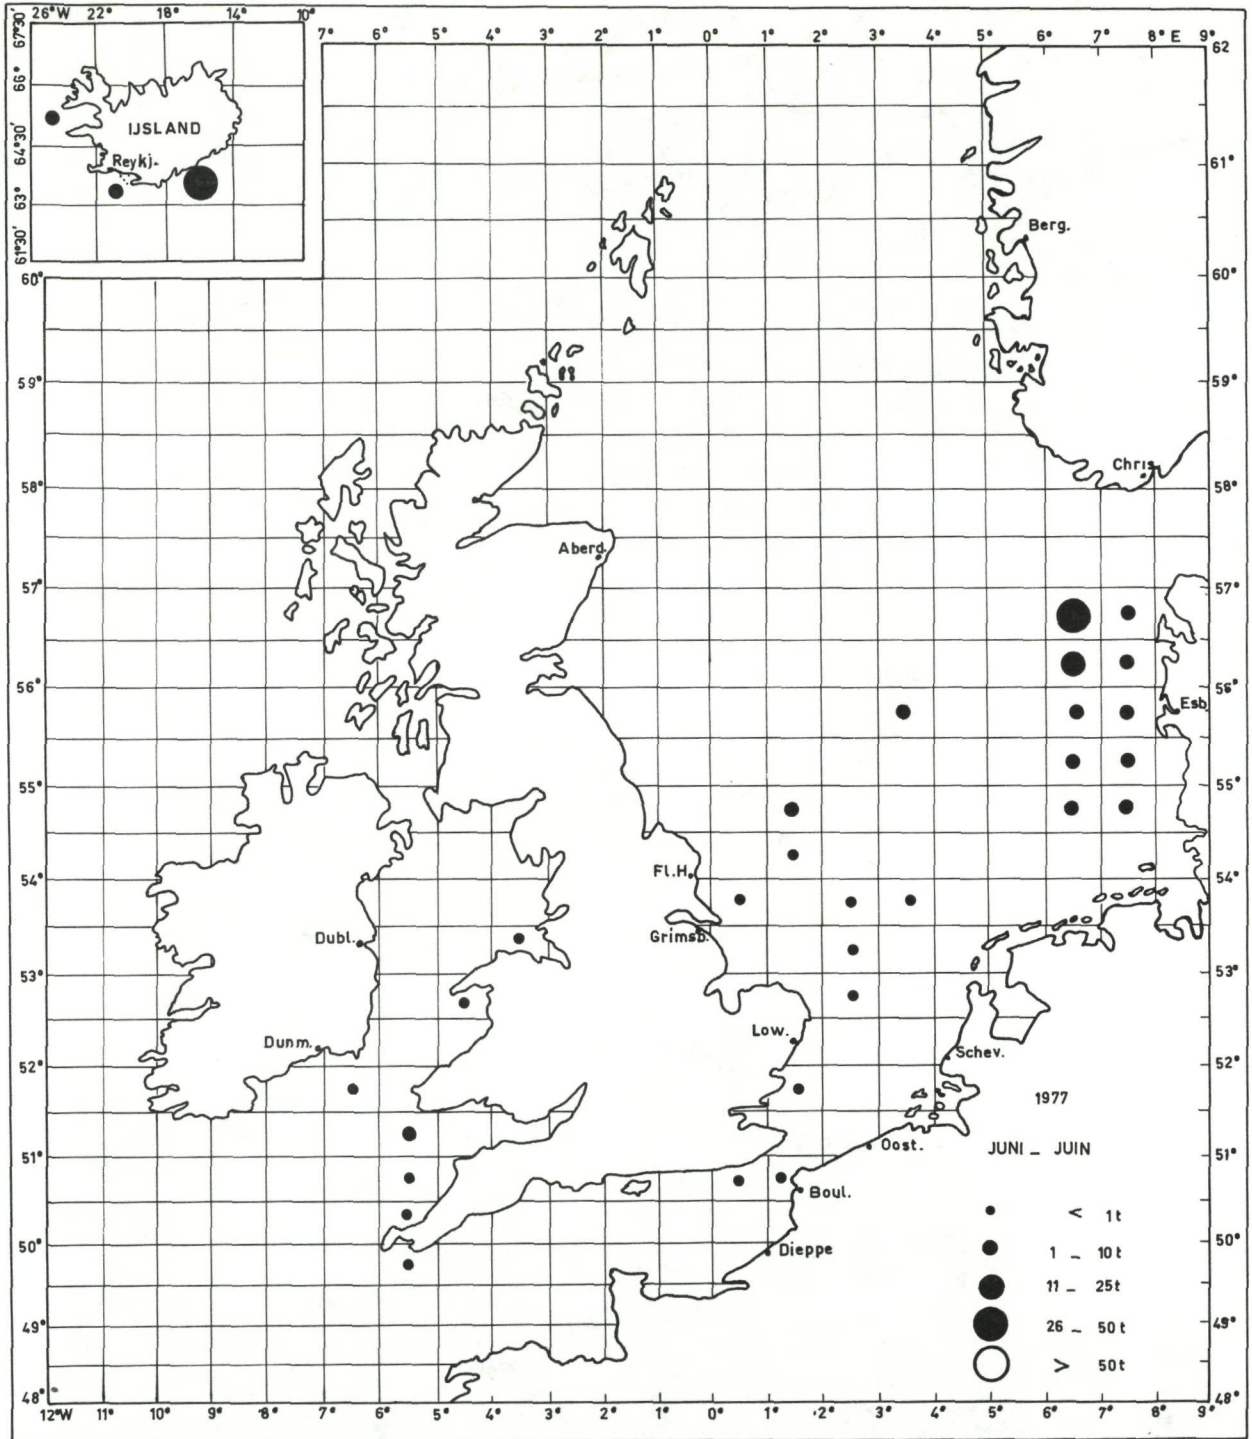 26°W 22° 18° 14° 10°
67°30'
66°
64°30'
63°
61°30'
IJSLAND
Reykj.
7° 6° 5° 4° 3° 2° 1° 0° 1° 2° 3° 4° 5° 6° 7° 8° E 9°
62
61°
Berg.
60° 60°
59° 59°
Chris
58° 58°
Aberd.
57° 57°
56° 56°
Esb
55° 55°
54° Fl.H. 54°
Dubl. Grimsb.
53° 53°
Dunm. Low.
52° Schev. 52°
1977
51° Oost. JUNI _ JUIN 51°
Boul.
< 1t
50° Dieppe 1 _ 10t 50°
11 _ 25t
49° 26 _ 50t 49°
> 50t
48° 48°
12°W 11° 10° 9° 8° 7° 6° 5° 4° 3° 2° 1° 0° 1° 2° 3° 4° 5° 6° 7° 8° 9°